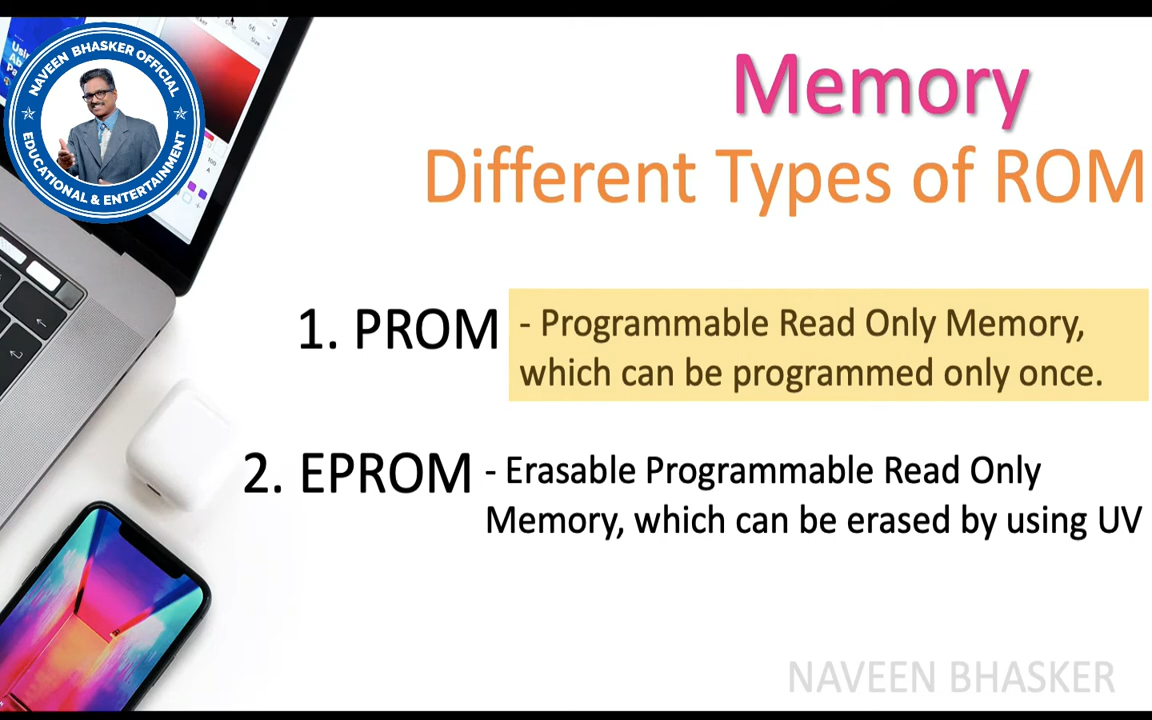 NAVEEN BHASKER OFFICIAL
EDUCATIONAL & ENTERTAINMENT
Memory
Different Types of ROM
1. PROM - Programmable Read Only Memory,
which can be programmed only once.
2. EPROM - Erasable Programmable Read Only
Memory, which can be erased by using UV
NAVEEN BHASKER